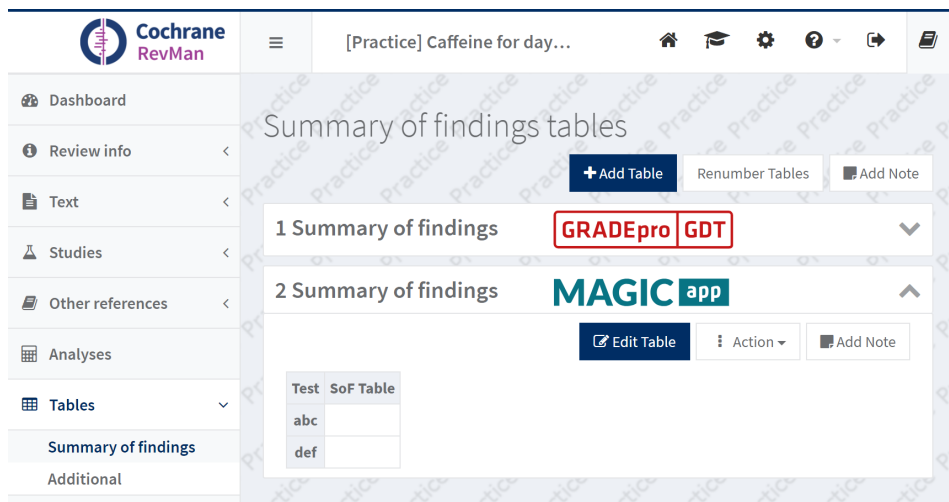 Cochrane
RevMan
[Practice] Caffeine for day...
Dashboard
Review info
Text
Studies
Other references
Analyses
Tables
Summary of findings
Additional
Summary of findings tables
Add Table
Renumber Tables
Add Note
1 Summary of findings
GRADEpro GDT
2 Summary of findings
MAGIC app
Edit Table
Action
Add Note
Test SoF Table
abc
def
Practice